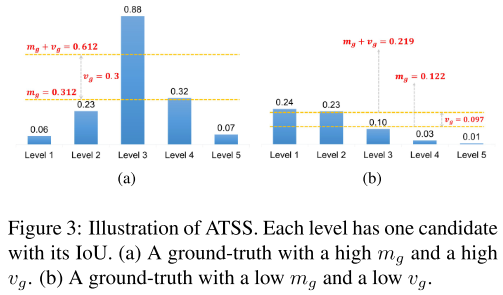 0.88
m_g + v_g = 0.612
v_g = 0.3
m_g = 0.312
0.32
0.23
0.06
0.07
Level 1 Level 2 Level 3 Level 4 Level 5
(a)
m_g + v_g = 0.219
m_g = 0.122
0.24
0.23
0.10
v_g = 0.097
0.03
0.01
Level 1 Level 2 Level 3 Level 4 Level 5
(b)
Figure 3: Illustration of ATSS. Each level has one candidate
with its IoU. (a) A ground-truth with a high m_g and a high
v_g. (b) A ground-truth with a low m_g and a low v_g.